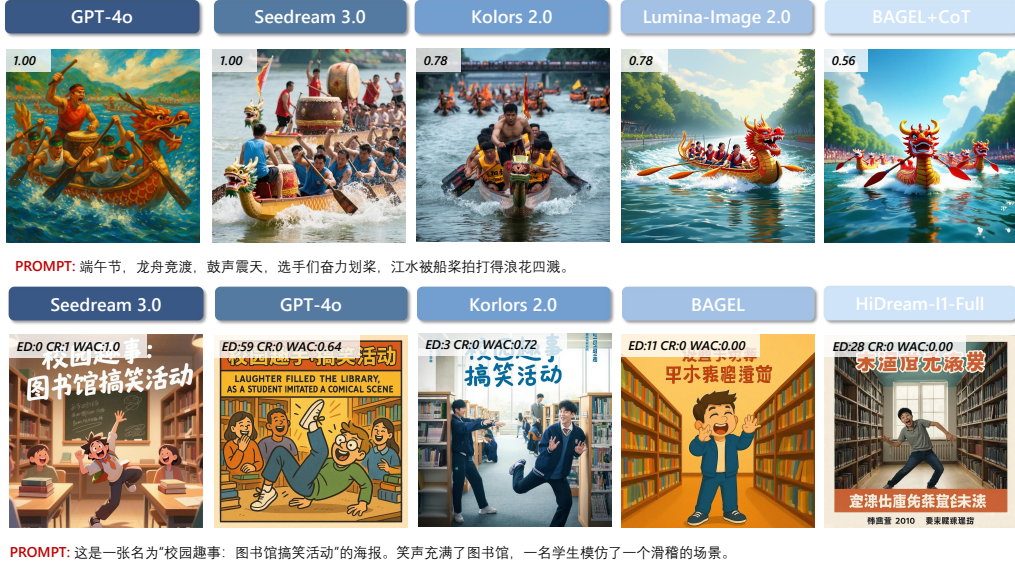 GPT-4o
Seedream 3.0
Kolors 2.0
Lumina-Image 2.0
BAGEL+CoT
1.00
1.00
0.78
0.78
0.56
PROMPT: 端午节，龙舟竞渡，鼓声震天，选手们奋力划桨，江水被船桨拍打得浪花四溅。
Seedream 3.0
GPT-4o
Korlors 2.0
BAGEL
HiDream-I1-Full
ED:0 CR:1 WAC:1.0
校园趣事：
图书馆搞笑活动
ED:59 CR:0 WAC:0.64
LAUGHTER FILLED THE LIBRARY,
AS A STUDENT IMITATED A COMICAL SCENE
ED:3 CR:0 WAC:0.72
校园趣事
搞笑活动
ED:11 CR:0 WAC:0.00
ED:28 CR:0 WAC:0.00
2010
PROMPT: 这是一张名为“校园趣事：图书馆搞笑活动”的海报。笑声充满了图书馆，一名学生模仿了一个滑稽的场景。